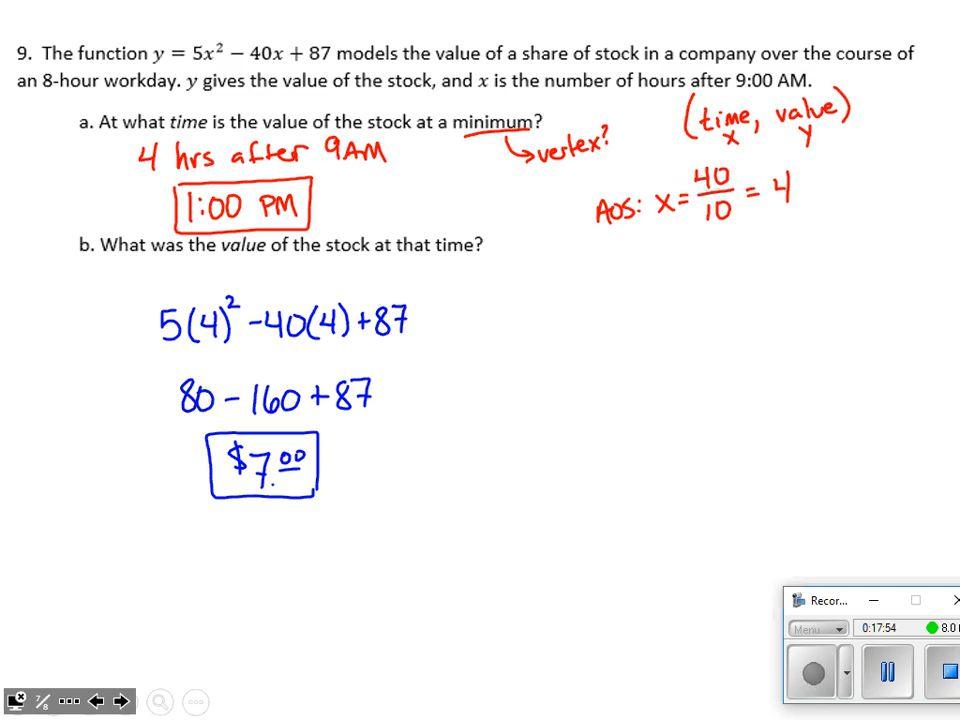 9. The function y = 5x² − 40x + 87 models the value of a share of stock in a company over the course of
an 8-hour workday. y gives the value of the stock, and x is the number of hours after 9:00 AM.
a. At what time is the value of the stock at a minimum?
(time, value)
x y
vertex?
4 hrs after 9AM
1:00 PM
AOS: x = 40/10 = 4
b. What was the value of the stock at that time?
5(4)² -40(4) +87
80 - 160 + 87
$7.00
Recor...
Menu
0:17:54
8.0
7/8